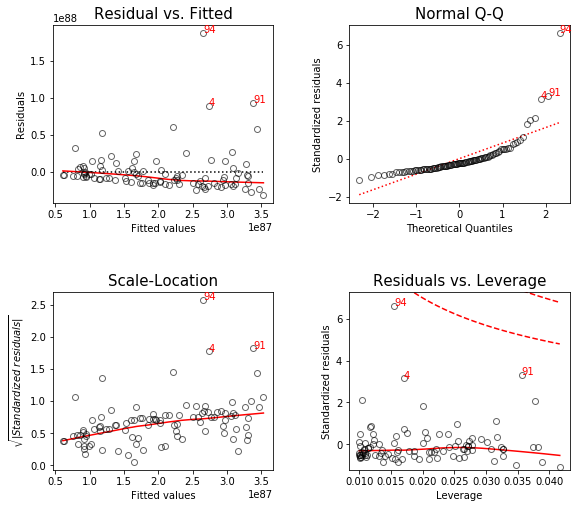 Residual vs. Fitted
Normal Q-Q
1e88
94
4
91
Residuals
1.5
1.0
0.5
0.0
0.5 1.0 1.5 2.0 2.5 3.0 3.5
Fitted values
1e87
94
4 91
Standardized residuals
6
4
2
0
−2
−2 −1 0 1 2
Theoretical Quantiles
Scale-Location
Residuals vs. Leverage
94
4
91
√|Standardized residuals|
2.5
2.0
1.5
1.0
0.5
0.0
0.5 1.0 1.5 2.0 2.5 3.0 3.5
Fitted values
1e87
94
4
91
Standardized residuals
6
4
2
0
0.010 0.015 0.020 0.025 0.030 0.035 0.040
Leverage